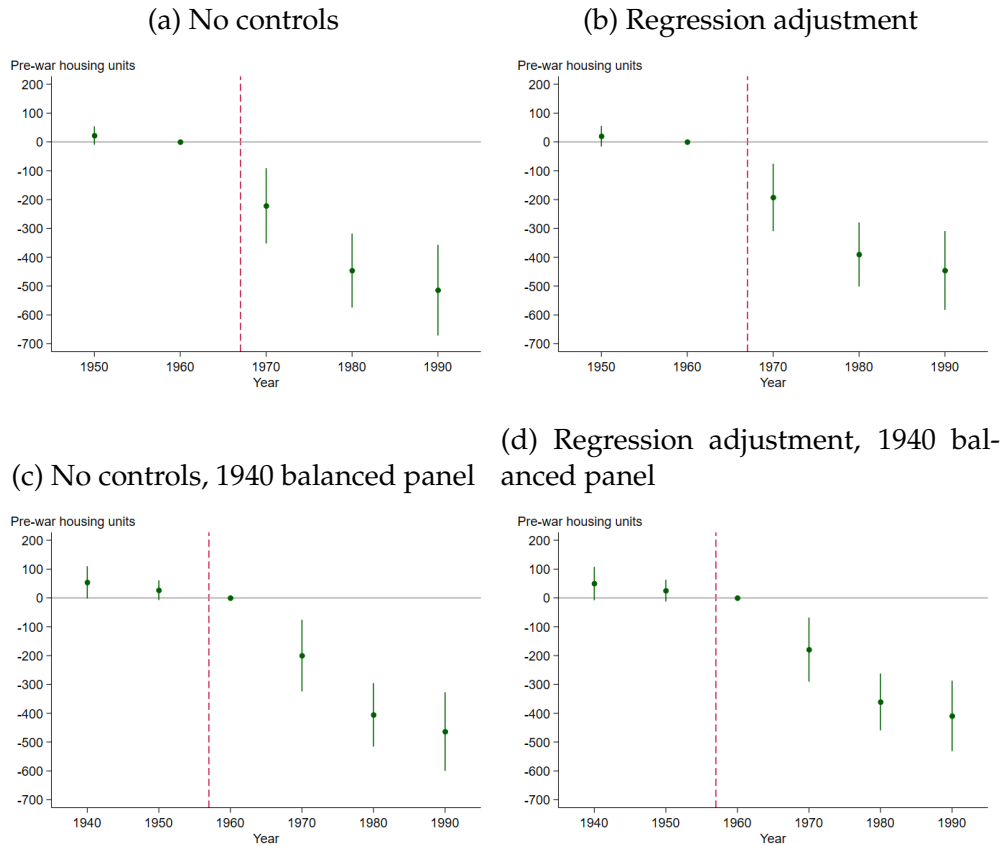 (a) No controls
Pre-war housing units
200
100
0
-100
-200
-300
-400
-500
-600
-700
1950 1960 1970 1980 1990
Year
(b) Regression adjustment
Pre-war housing units
200
100
0
-100
-200
-300
-400
-500
-600
-700
1950 1960 1970 1980 1990
Year
(c) No controls, 1940 balanced panel
Pre-war housing units
200
100
0
-100
-200
-300
-400
-500
-600
-700
1940 1950 1960 1970 1980 1990
Year
(d) Regression adjustment, 1940 bal-
anced panel
Pre-war housing units
200
100
0
-100
-200
-300
-400
-500
-600
-700
1940 1950 1960 1970 1980 1990
Year